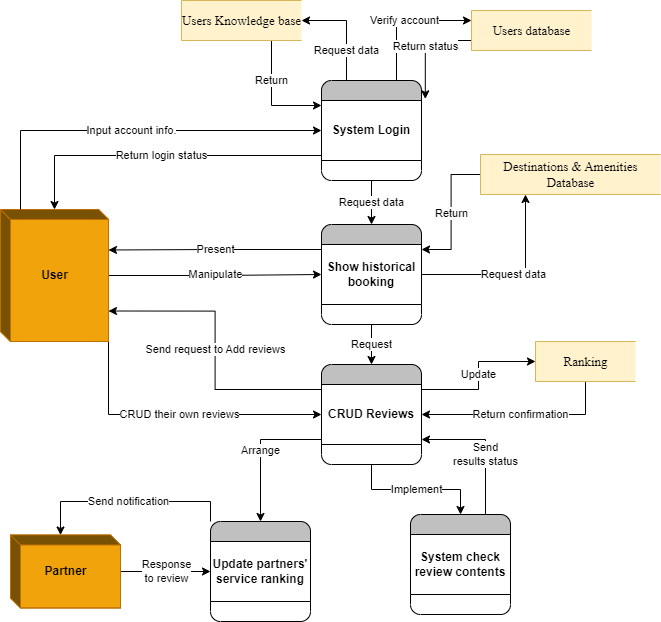 Users Knowledge base
Verify account
Users database
Request data
Return status
Return
Input account info.
System Login
Return login status
Destinations & Amenities
Database
Request data
Return
Present
Show historical
booking
User
Manipulate
Request data
Request
Send request to Add reviews
Ranking
Update
CRUD their own reviews
CRUD Reviews
Return confirmation
Arrange
Send
results status
Implement
Send notification
Partner
Response
to review
Update partners'
service ranking
System check
review contents